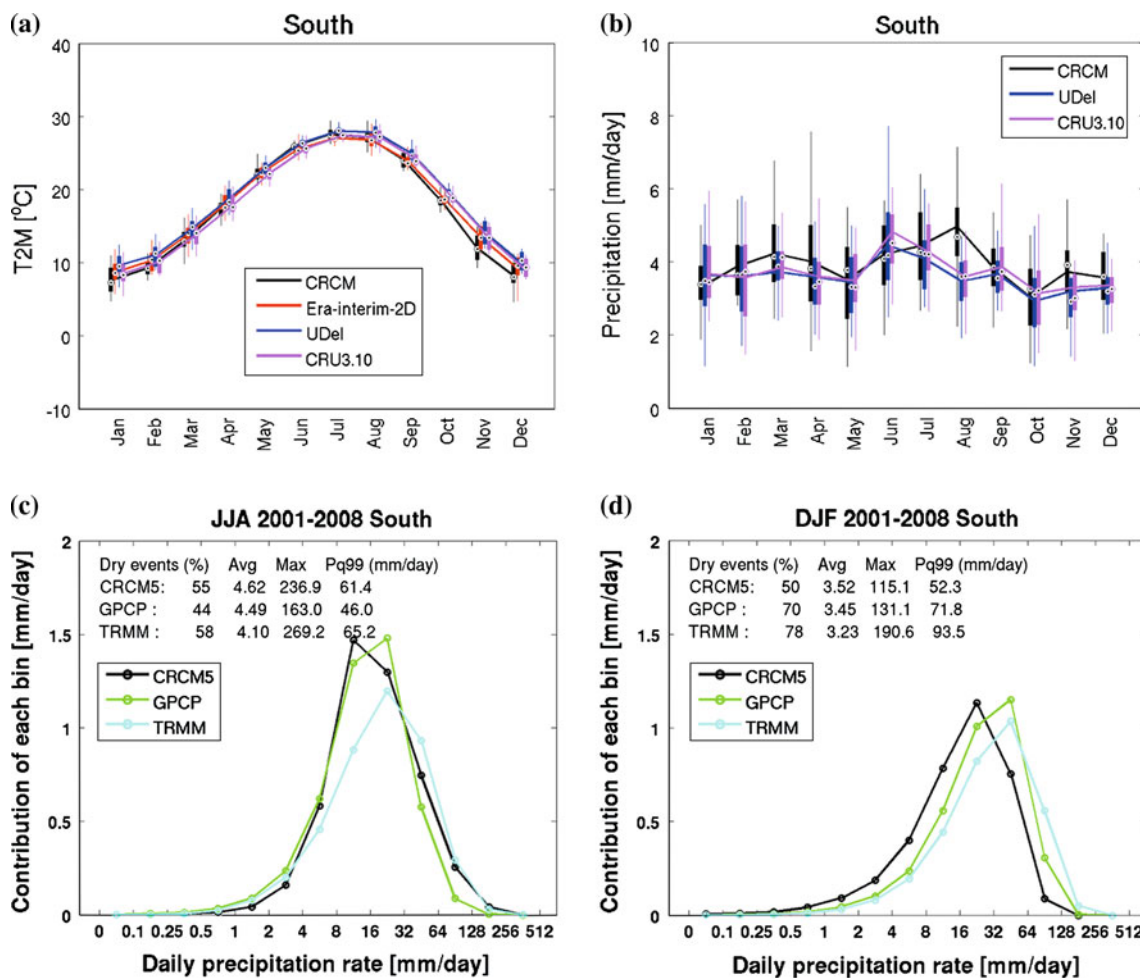 (a)
South
40
30
20
10
0
-10
T2M [°C]
CRCM
Era-interim-2D
UDel
CRU3.10
Jan Feb Mar Apr May Jun Jul Aug Sep Oct Nov Dec
(b)
South
10
8
6
4
2
0
Precipitation [mm/day]
CRCM
UDel
CRU3.10
Jan Feb Mar Apr May Jun Jul Aug Sep Oct Nov Dec
(c)
JJA 2001-2008 South
2
1.5
1
0.5
0
Contribution of each bin [mm/day]
Dry events (%) Avg Max Pq99 (mm/day)
CRCM5: 55 4.62 236.9 61.4
GPCP : 44 4.49 163.0 46.0
TRMM : 58 4.10 269.2 65.2
CRCM5
GPCP
TRMM
0 0.25 0.5 1 2 4 8 16 32 64 128 256 512
Daily precipitation rate [mm/day]
(d)
DJF 2001-2008 South
2
1.5
1
0.5
0
Contribution of each bin [mm/day]
Dry events (%) Avg Max Pq99 (mm/day)
CRCM5: 50 3.52 115.1 52.3
GPCP : 70 3.45 131.1 71.8
TRMM : 78 3.23 190.6 93.5
CRCM5
GPCP
TRMM
0 0.25 0.5 1 2 4 8 16 32 64 128 256 512
Daily precipitation rate [mm/day]